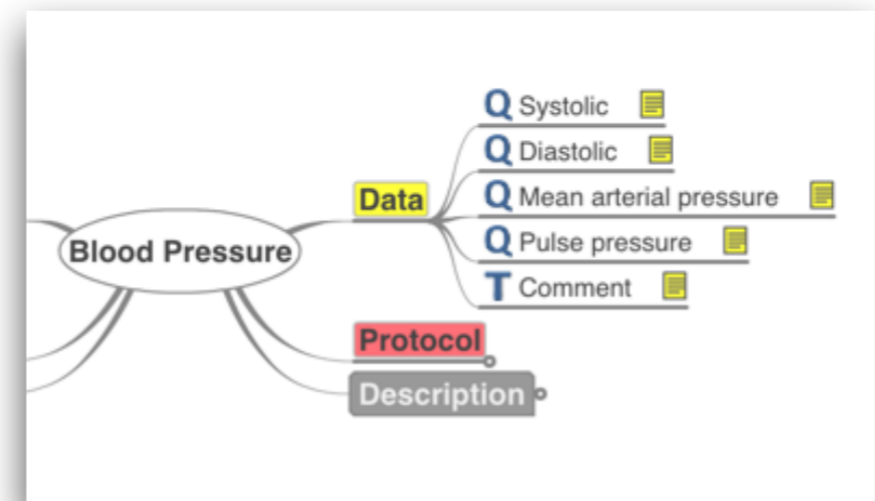 Blood Pressure
Data
Q Systolic
Q Diastolic
Q Mean arterial pressure
Q Pulse pressure
T Comment
Protocol
Description